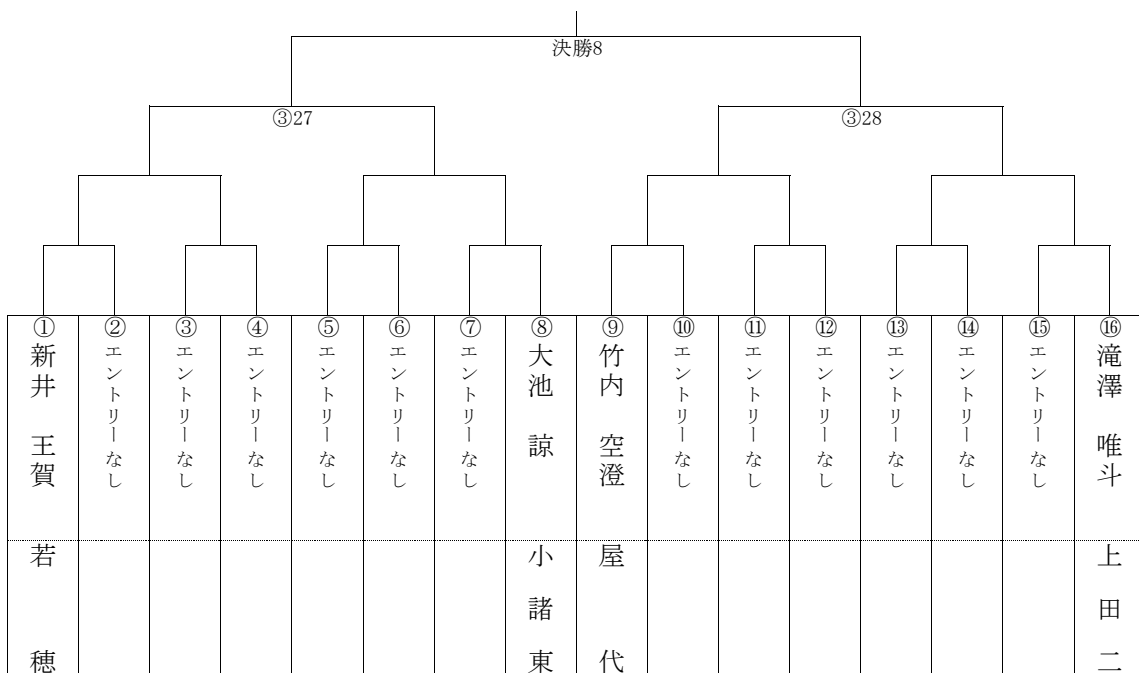 決勝8
③27
③28
①
新井 王賀
若穂
②
エントリーなし
③
エントリーなし
④
エントリーなし
⑤
エントリーなし
⑥
エントリーなし
⑦
エントリーなし
⑧
大池 諒
小諸東
⑨
竹内 空澄
屋代
⑩
エントリーなし
⑪
エントリーなし
⑫
エントリーなし
⑬
エントリーなし
⑭
エントリーなし
⑮
エントリーなし
⑯
滝澤 唯斗
上田二